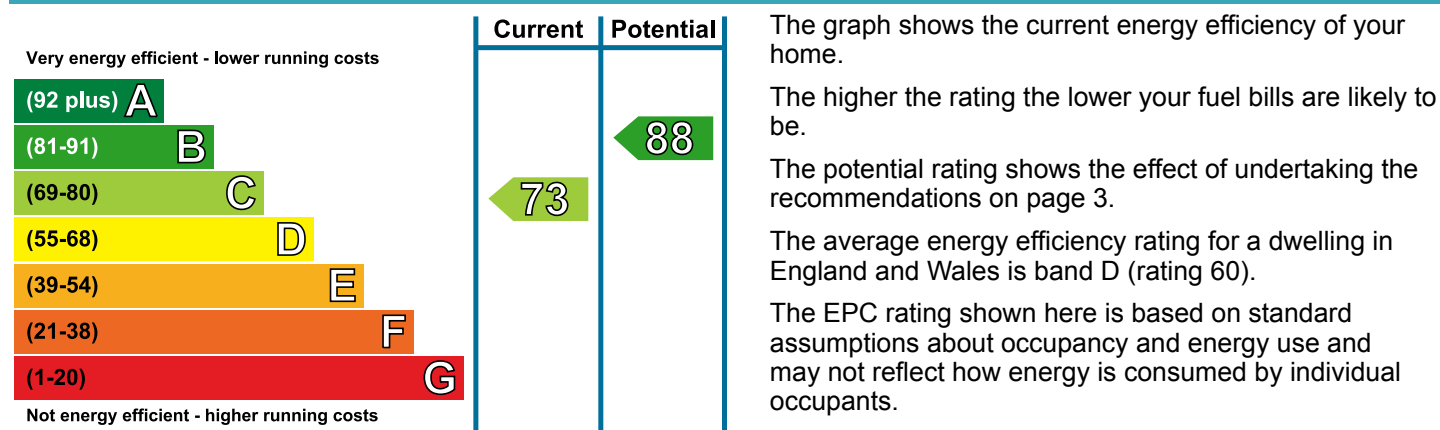 Very energy efficient - lower running costs
Current
Potential
(92 plus) A
(81-91) B
(69-80) C
(55-68) D
(39-54) E
(21-38) F
(1-20) G
Not energy efficient - higher running costs
73
88
The graph shows the current energy efficiency of your
home.
The higher the rating the lower your fuel bills are likely to
be.
The potential rating shows the effect of undertaking the
recommendations on page 3.
The average energy efficiency rating for a dwelling in
England and Wales is band D (rating 60).
The EPC rating shown here is based on standard
assumptions about occupancy and energy use and
may not reflect how energy is consumed by individual
occupants.